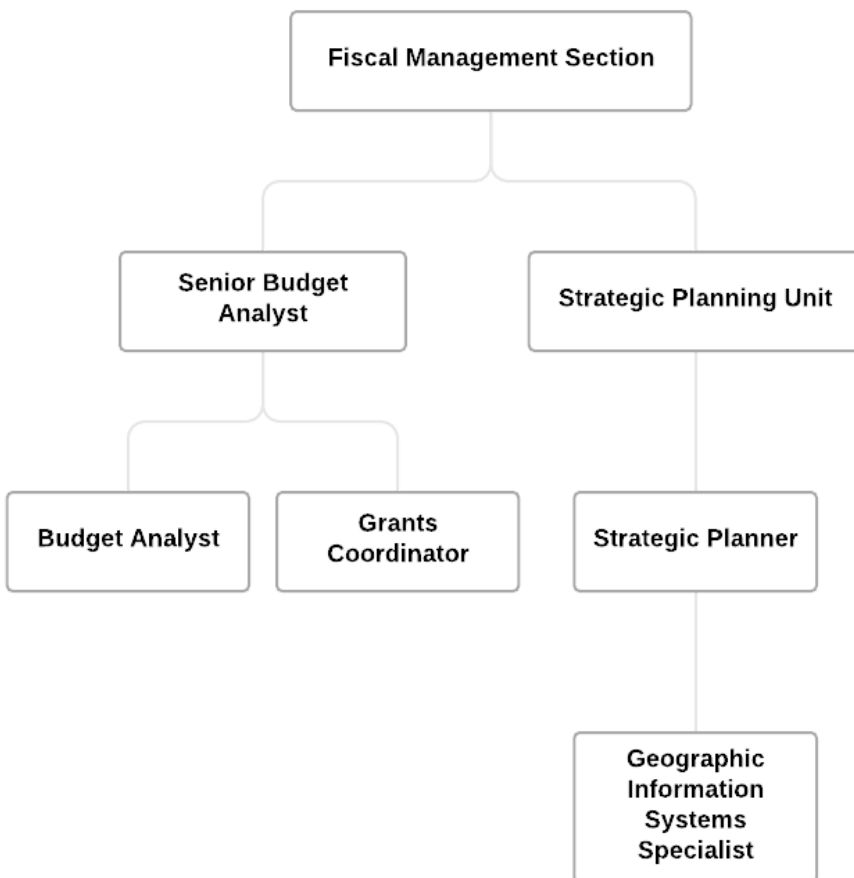 Fiscal Management Section
Senior Budget
Analyst
Strategic Planning Unit
Budget Analyst
Grants
Coordinator
Strategic Planner
Geographic
Information
Systems
Specialist